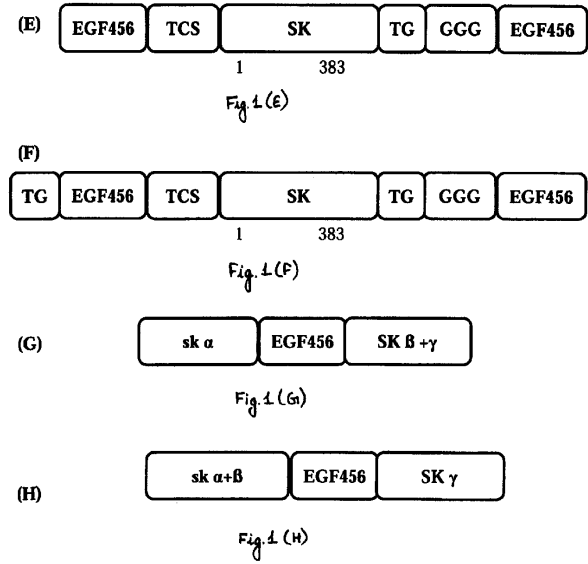 (E) EGF456 TCS SK TG GGG EGF456
1 383
Fig. 1 (E)
(F)
TG EGF456 TCS SK TG GGG EGF456
1 383
Fig. 1 (F)
(G) sk α EGF456 SK ß +γ
Fig. 1 (G)
(H) sk α+ß EGF456 SK γ
Fig. 1 (H)